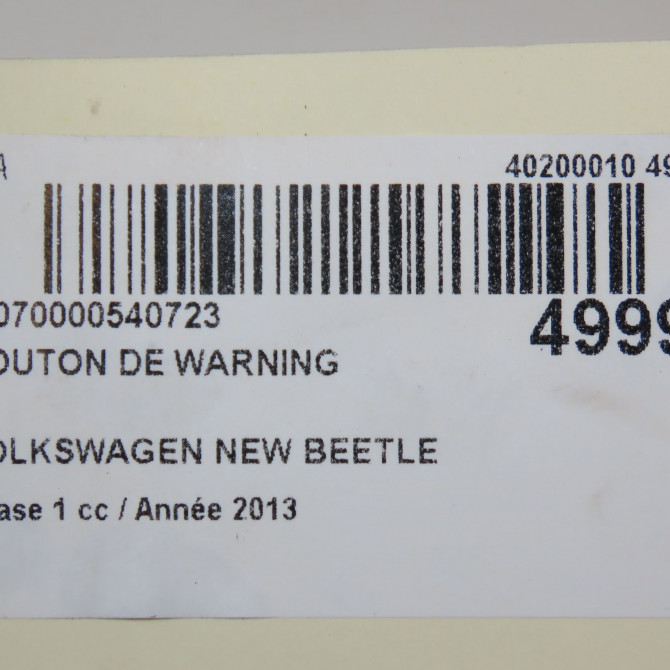 A 40200010 49
070000540723 4999
OUTON DE WARNING
OLKSWAGEN NEW BEETLE
ase 1 cc / Année 2013